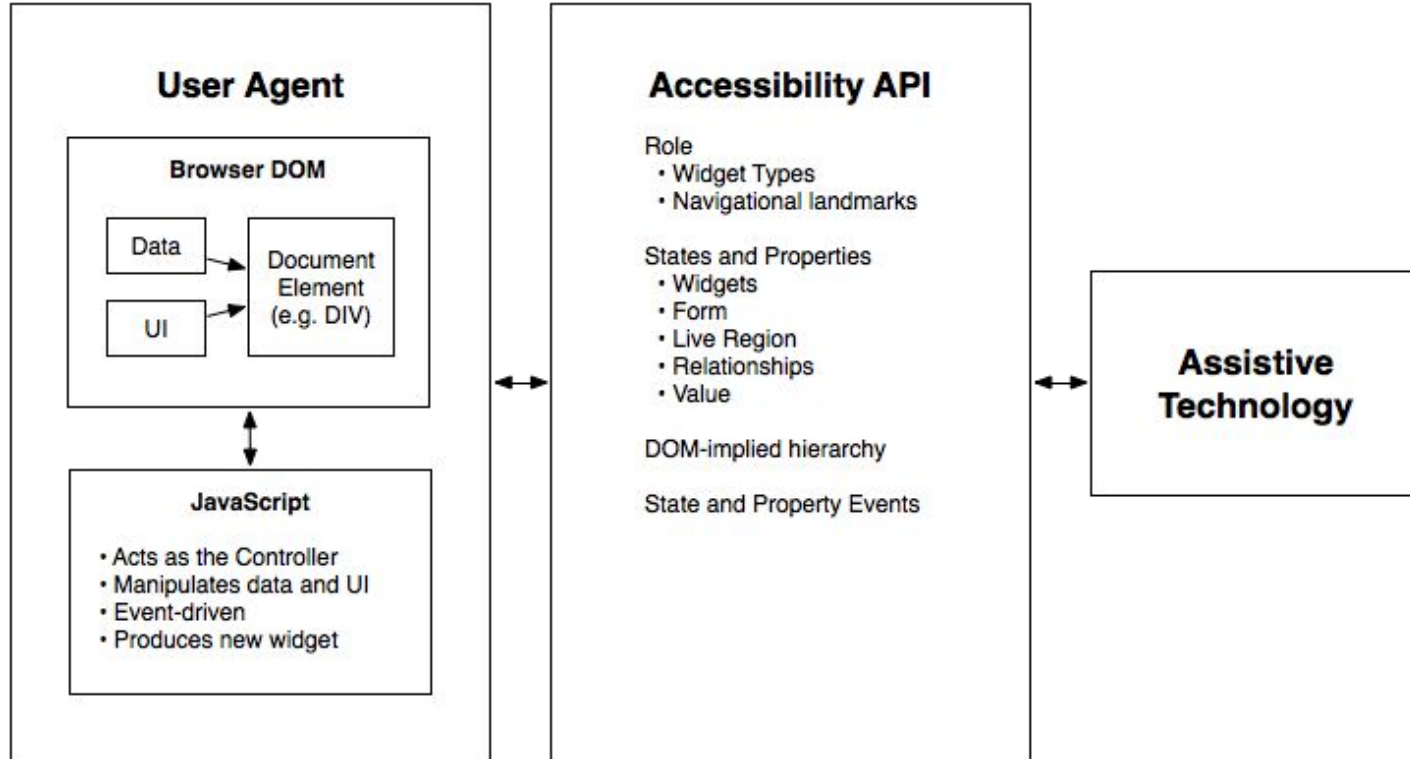 User Agent
Browser DOM
Data
UI
Document
Element
(e.g. DIV)
JavaScript
• Acts as the Controller
• Manipulates data and UI
• Event-driven
• Produces new widget
Accessibility API
Role
• Widget Types
• Navigational landmarks
States and Properties
• Widgets
• Form
• Live Region
• Relationships
• Value
DOM-implied hierarchy
State and Property Events
Assistive
Technology